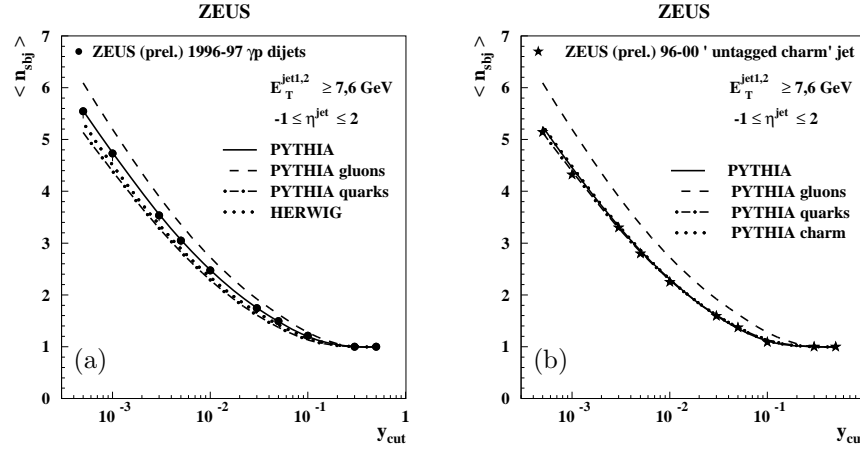 ZEUS
< n_sbj >
7
6
5
4
3
2
1
0
● ZEUS (prel.) 1996-97 γp dijets
E_T^jet1,2 ≥ 7,6 GeV
-1 ≤ η^jet ≤ 2
PYTHIA
PYTHIA gluons
PYTHIA quarks
HERWIG
(a)
10^-3
10^-2
10^-1
1
y_cut
ZEUS
< n_sbj >
7
6
5
4
3
2
1
0
★ ZEUS (prel.) 96-00 ' untagged charm' jet
E_T^jet1,2 ≥ 7,6 GeV
-1 ≤ η^jet ≤ 2
PYTHIA
PYTHIA gluons
PYTHIA quarks
PYTHIA charm
(b)
10^-3
10^-2
10^-1
y_cut